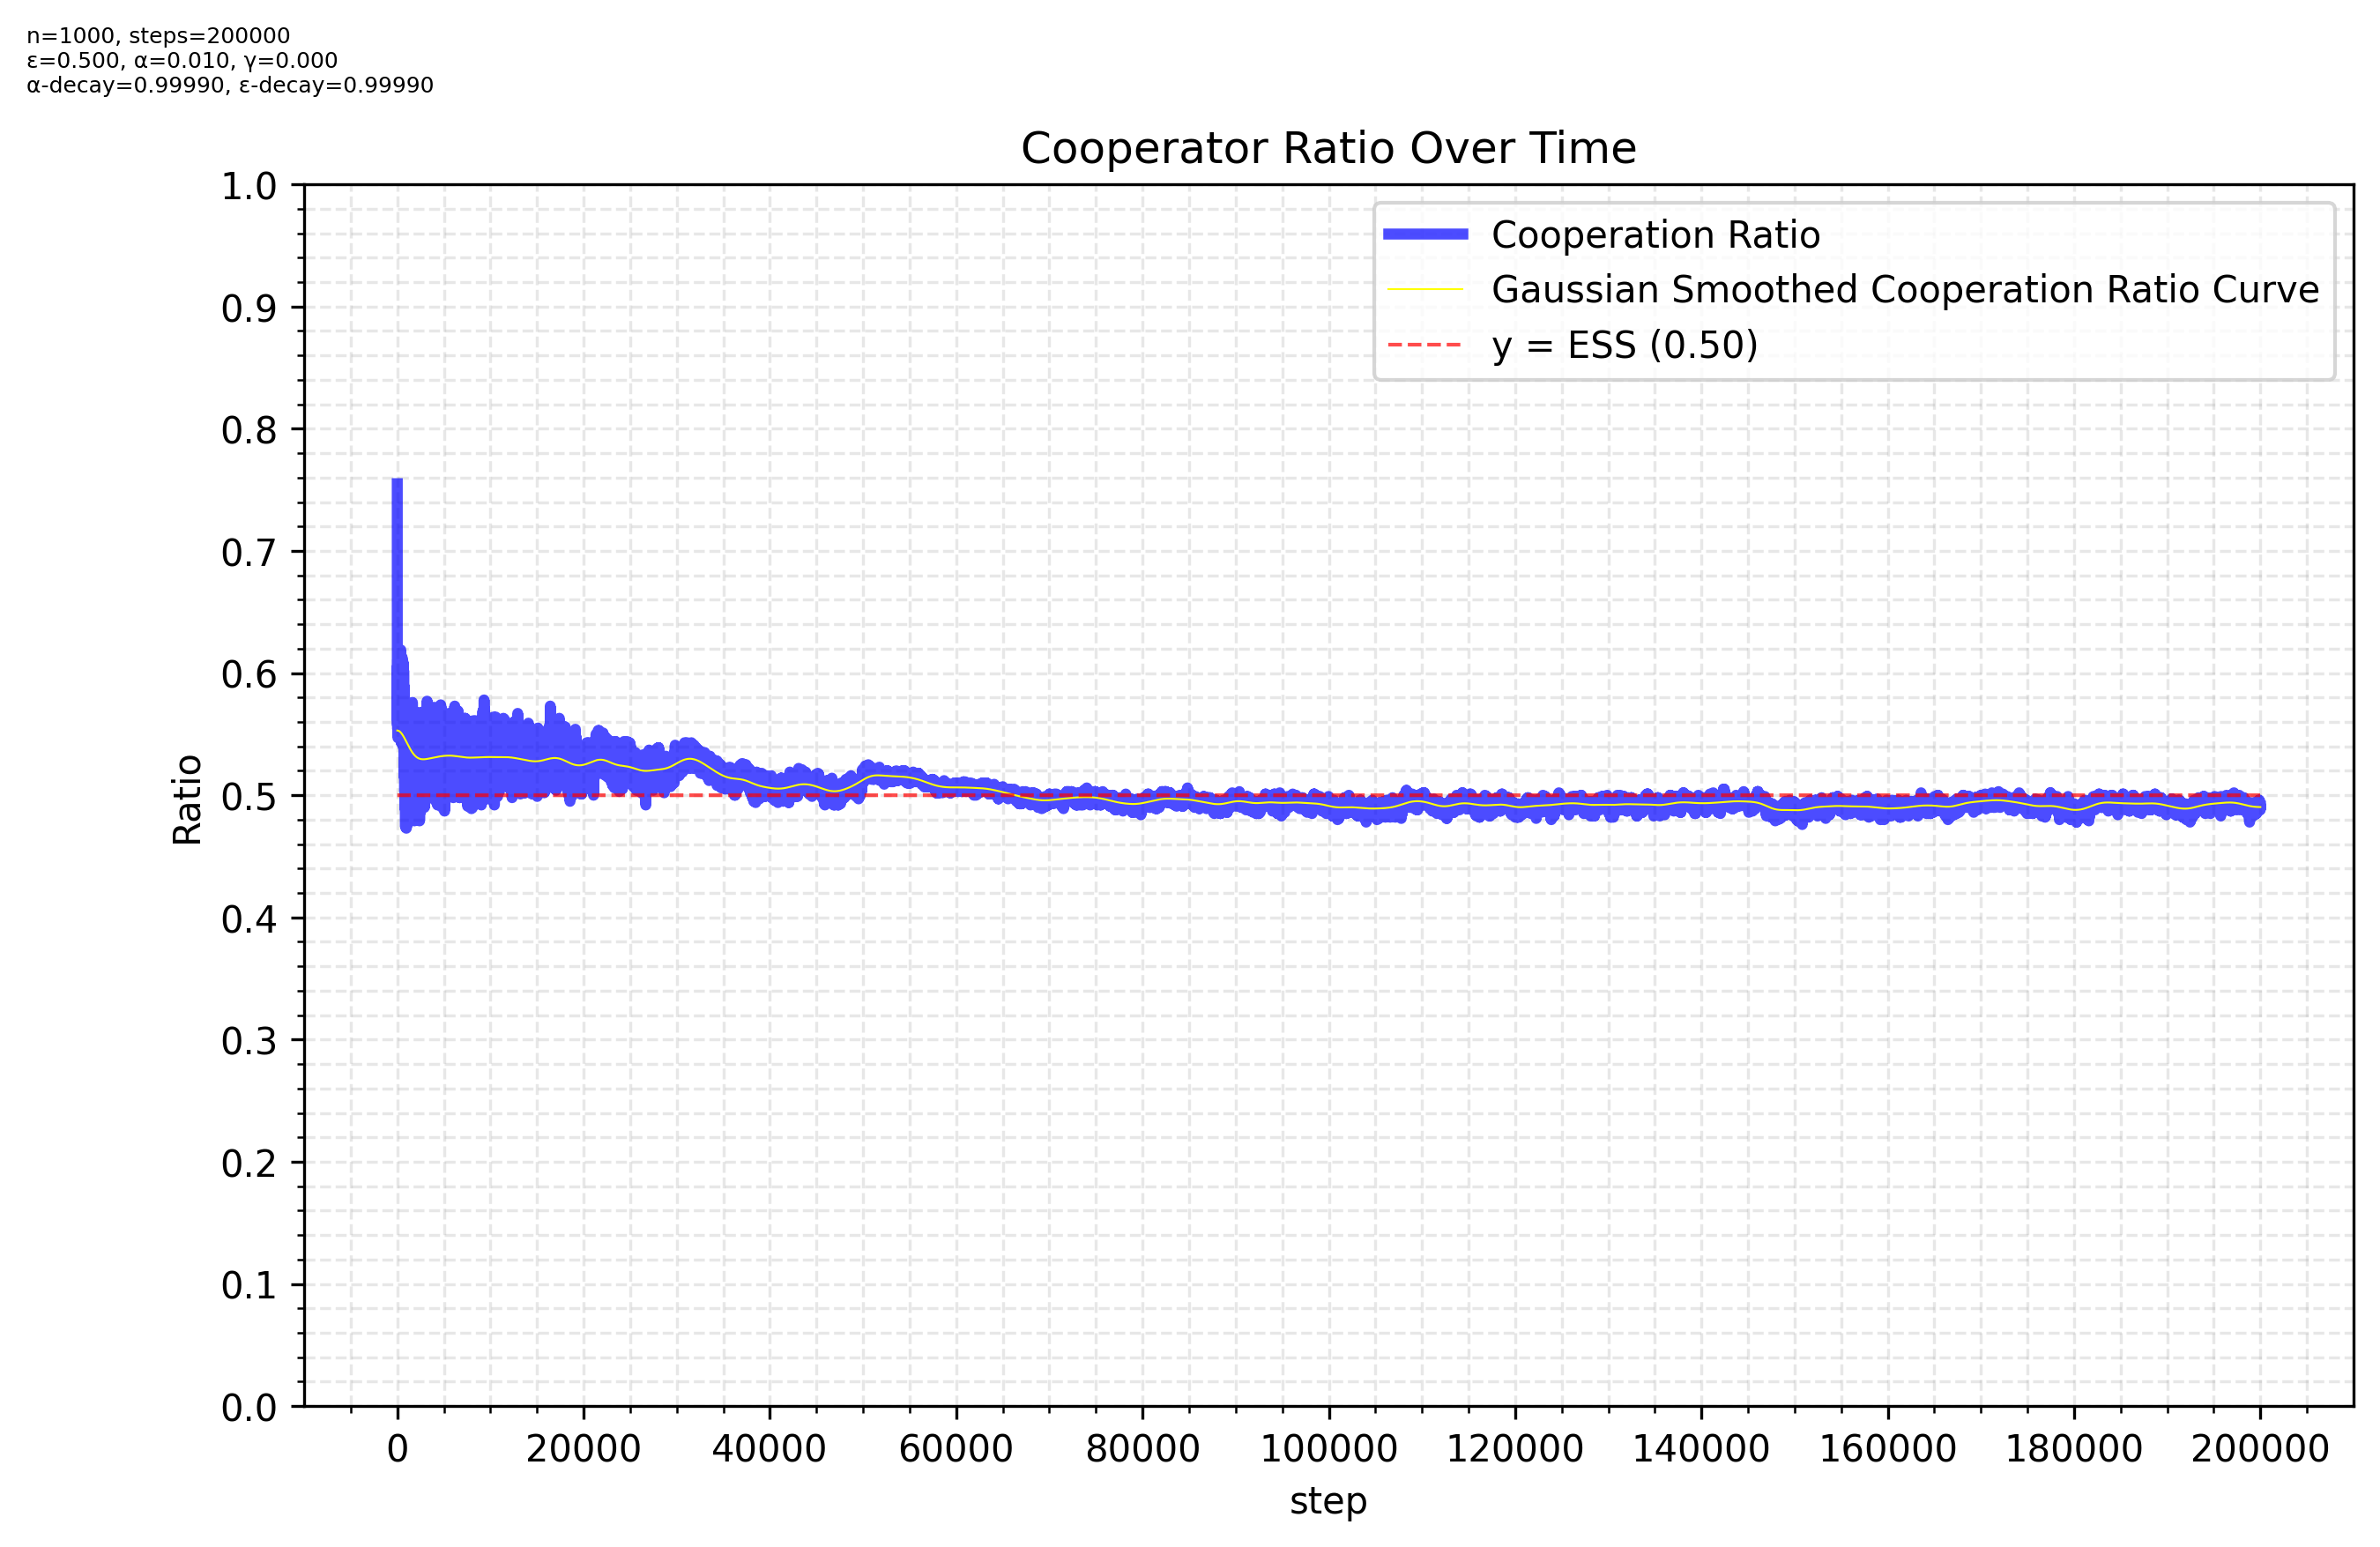 n=1000, steps=200000
ε=0.500, α=0.010, γ=0.000
α-decay=0.99990, ε-decay=0.99990
Cooperator Ratio Over Time
Cooperation Ratio
Gaussian Smoothed Cooperation Ratio Curve
y = ESS (0.50)
Ratio
1.0
0.9
0.8
0.7
0.6
0.5
0.4
0.3
0.2
0.1
0.0
0 20000 40000 60000 80000 100000 120000 140000 160000 180000 200000
step